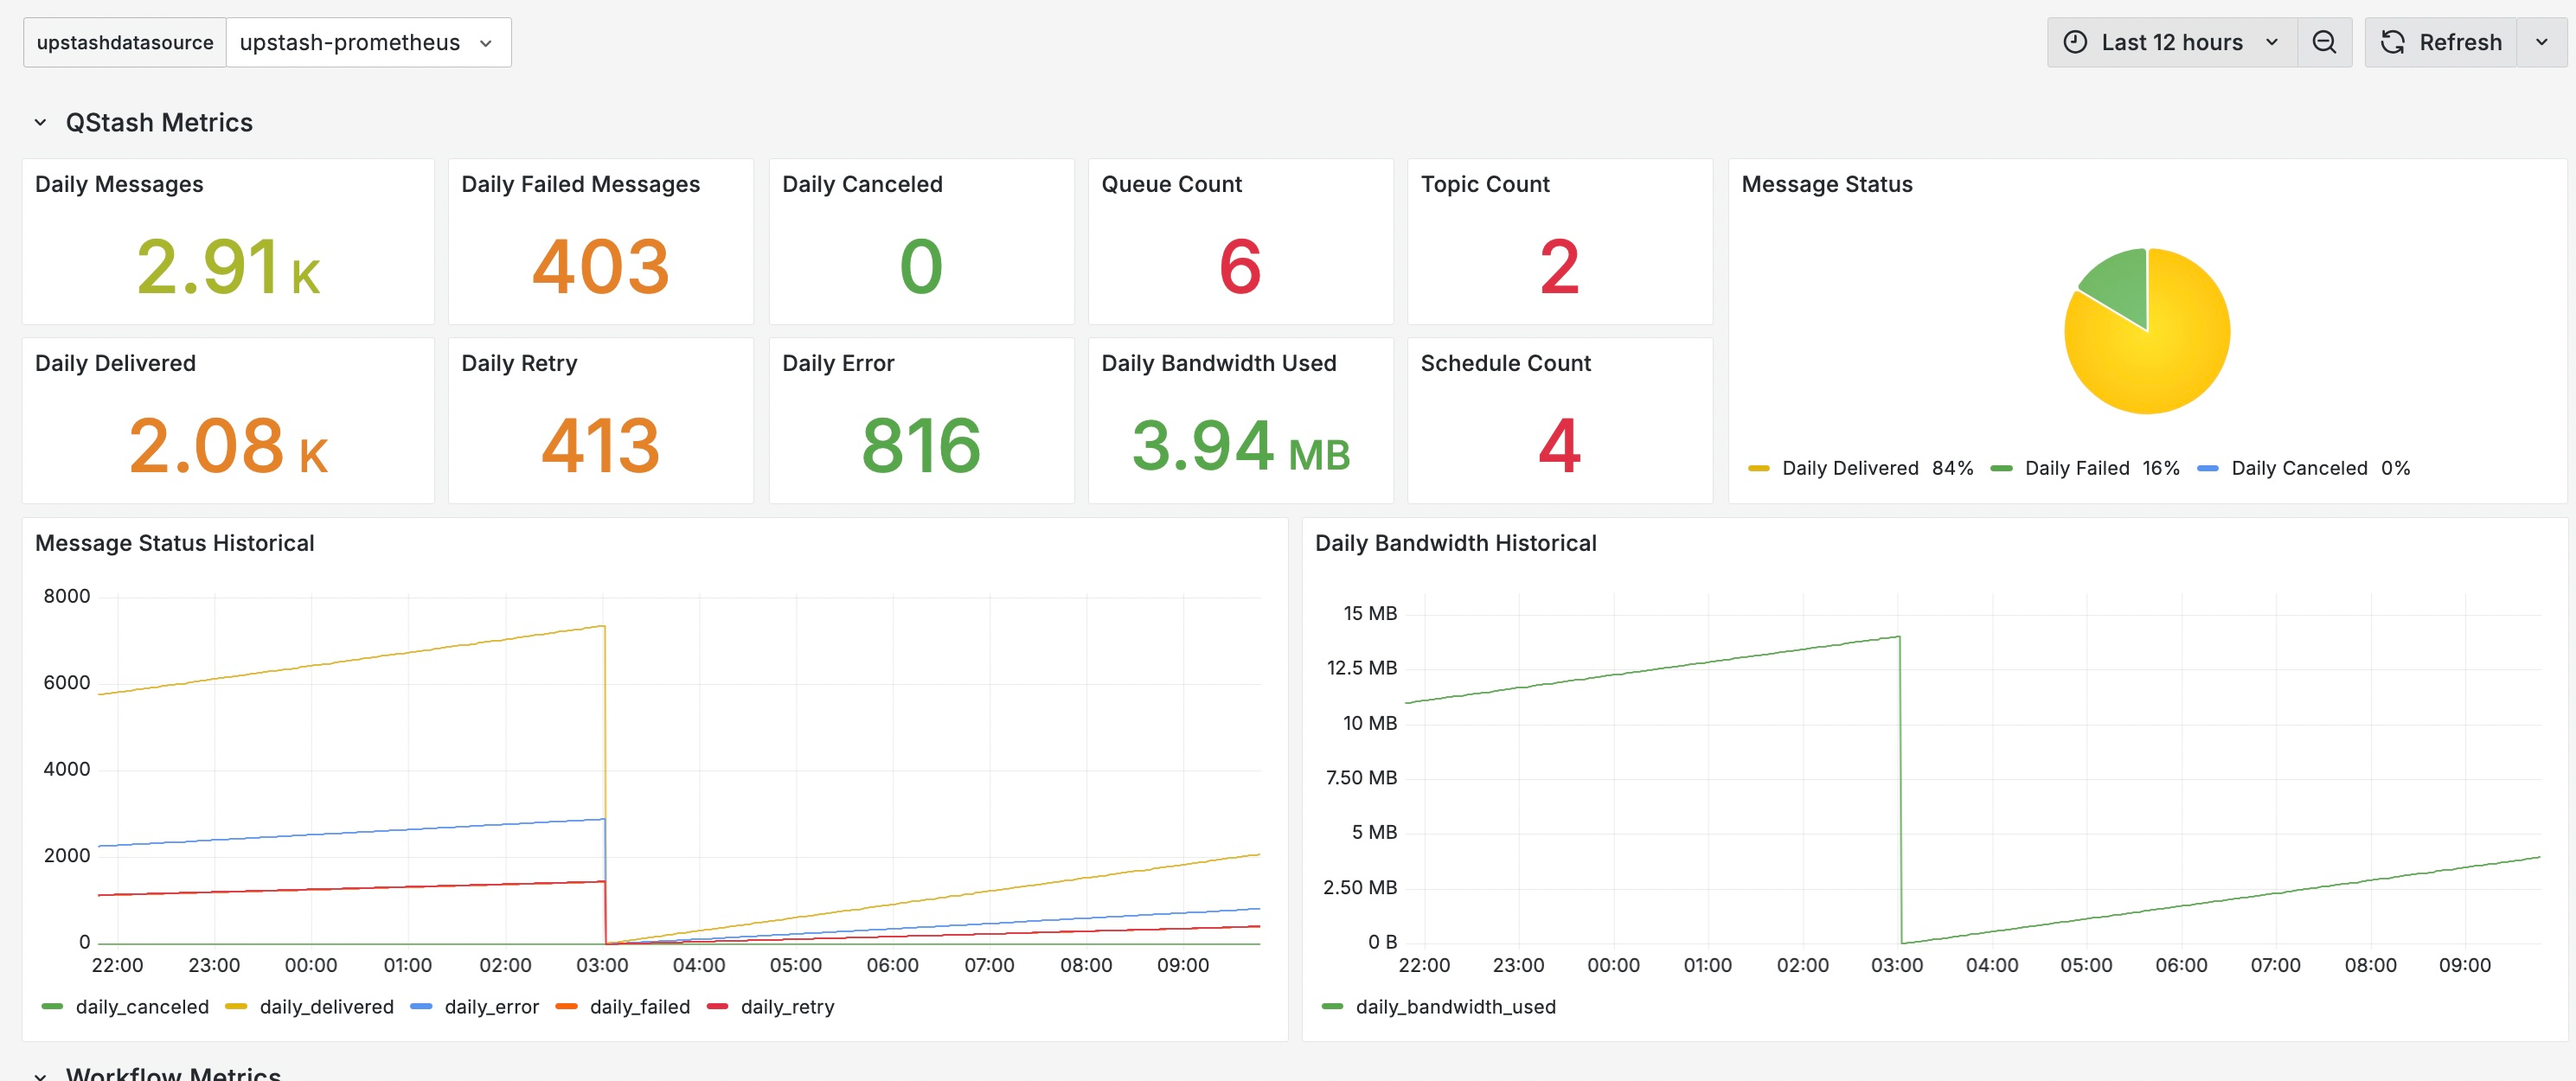 upstashdatasource upstash-prometheus Last 12 hours Refresh
QStash Metrics
Daily Messages
2.91 K
Daily Failed Messages
403
Daily Canceled
0
Queue Count
6
Topic Count
2
Message Status
Daily Delivered 84% Daily Failed 16% Daily Canceled 0%
Daily Delivered
2.08 K
Daily Retry
413
Daily Error
816
Daily Bandwidth Used
3.94 MB
Schedule Count
4
Message Status Historical
8000
6000
4000
2000
0
22:00 23:00 00:00 01:00 02:00 03:00 04:00 05:00 06:00 07:00 08:00 09:00
daily_canceled daily_delivered daily_error daily_failed daily_retry
Daily Bandwidth Historical
15 MB
12.5 MB
10 MB
7.50 MB
5 MB
2.50 MB
0 B
22:00 23:00 00:00 01:00 02:00 03:00 04:00 05:00 06:00 07:00 08:00 09:00
daily_bandwidth_used
Workflow Metrics